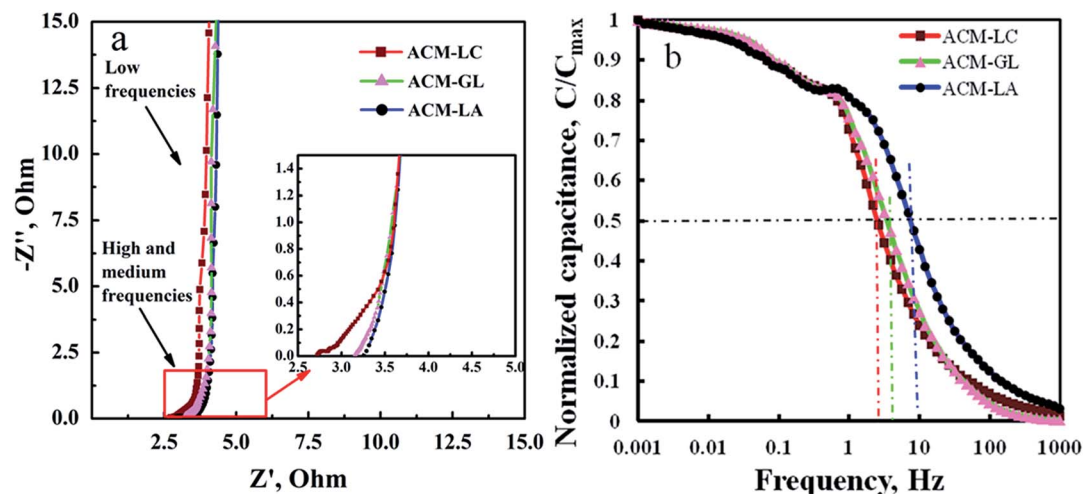 a
15.0
12.5
10.0
7.5
5.0
2.5
0.0
-Z'', Ohm
Low
frequencies
High and
medium
frequencies
ACM-LC
ACM-GL
ACM-LA
1.4
1.2
1.0
0.8
0.6
0.4
0.2
0.0
2.5 3.0 3.5 4.0 4.5 5.0
2.5 5.0 7.5 10.0 12.5 15.0
Z', Ohm
b
Normalized capacitance, C/Cmax
1
0.9
0.8
0.7
0.6
0.5
0.4
0.3
0.2
0.1
0
ACM-LC
ACM-GL
ACM-LA
0.001 0.01 0.1 1 10 100 1000
Frequency, Hz